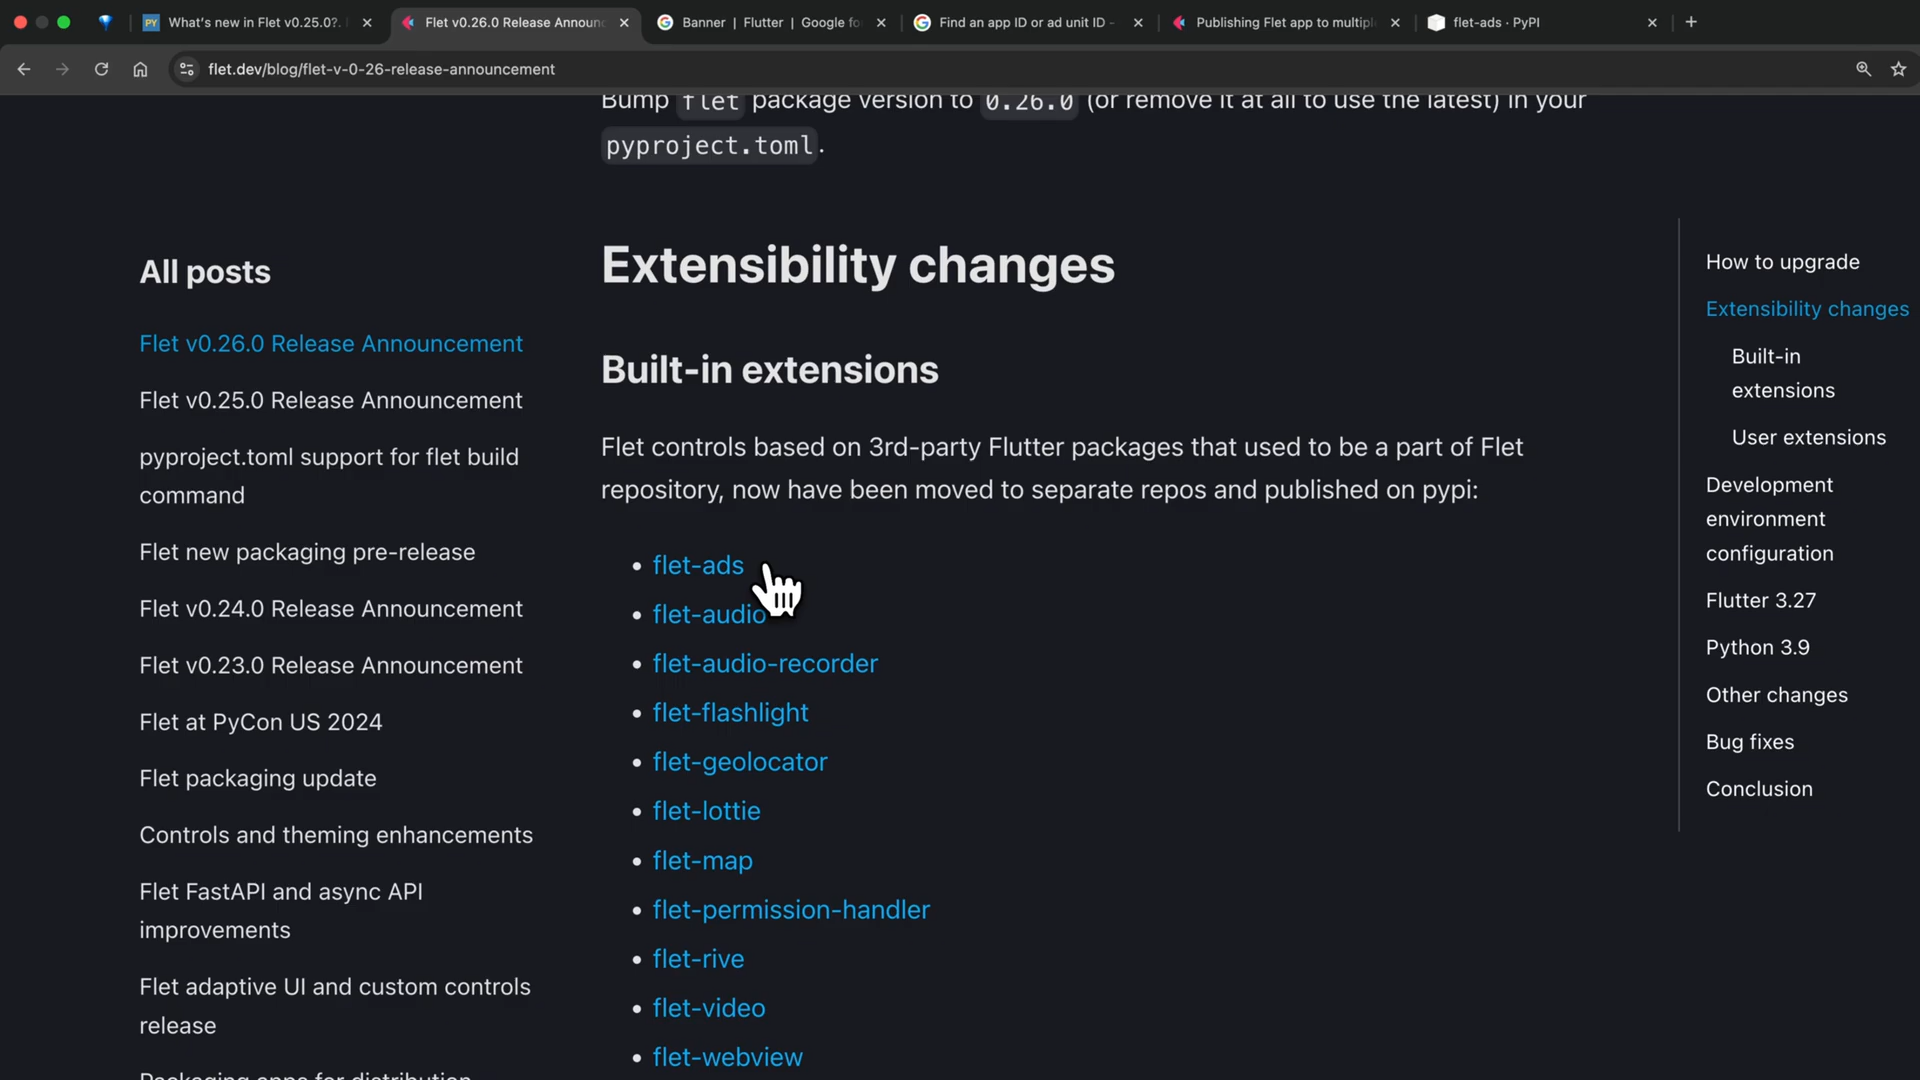 What's new in Flet v0.25.0?.
Flet v0.26.0 Release Announc
Banner | Flutter | Google fo
Find an app ID or ad unit ID -
Publishing Flet app to multipl
flet-ads · PyPI
flet.dev/blog/flet-v-0-26-release-announcement
Bump flet package version to 0.26.0 (or remove it at all to use the latest) in your
pyproject.toml.
Extensibility changes
Built-in extensions
Flet controls based on 3rd-party Flutter packages that used to be a part of Flet
repository, now have been moved to separate repos and published on pypi:
• flet-ads
• flet-audio
• flet-audio-recorder
• flet-flashlight
• flet-geolocator
• flet-lottie
• flet-map
• flet-permission-handler
• flet-rive
• flet-video
• flet-webview
All posts
Flet v0.26.0 Release Announcement
Flet v0.25.0 Release Announcement
pyproject.toml support for flet build
command
Flet new packaging pre-release
Flet v0.24.0 Release Announcement
Flet v0.23.0 Release Announcement
Flet at PyCon US 2024
Flet packaging update
Controls and theming enhancements
Flet FastAPI and async API
improvements
Flet adaptive UI and custom controls
release
Packaging apps for distribution
How to upgrade
Extensibility changes
Built-in
extensions
User extensions
Development
environment
configuration
Flutter 3.27
Python 3.9
Other changes
Bug fixes
Conclusion